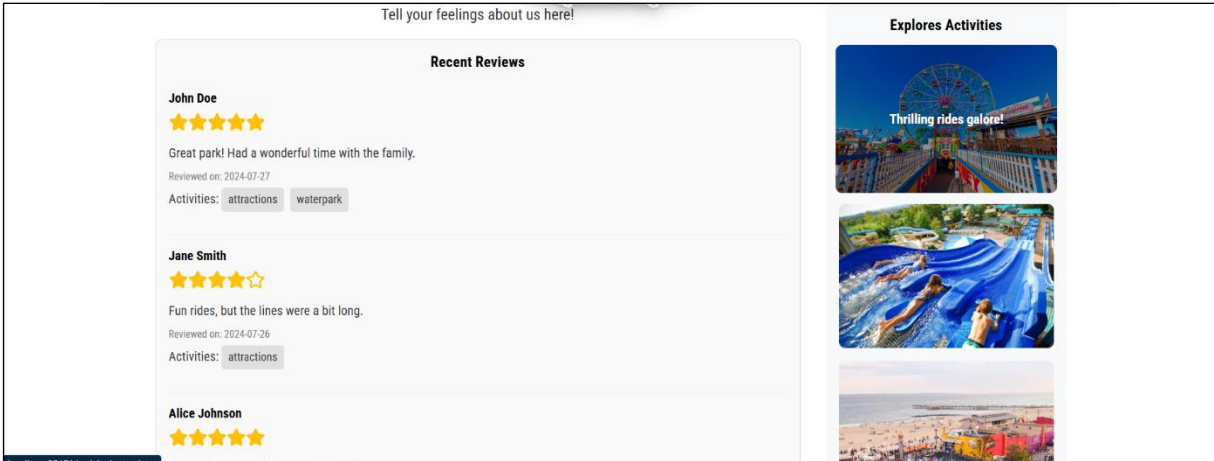 Tell your feelings about us here!
Recent Reviews
John Doe
Great park! Had a wonderful time with the family.
Reviewed on: 2024-07-27
Activities: attractions waterpark
Jane Smith
Fun rides, but the lines were a bit long.
Reviewed on: 2024-07-26
Activities: attractions
Alice Johnson
Explores Activities
Thrilling rides galore!